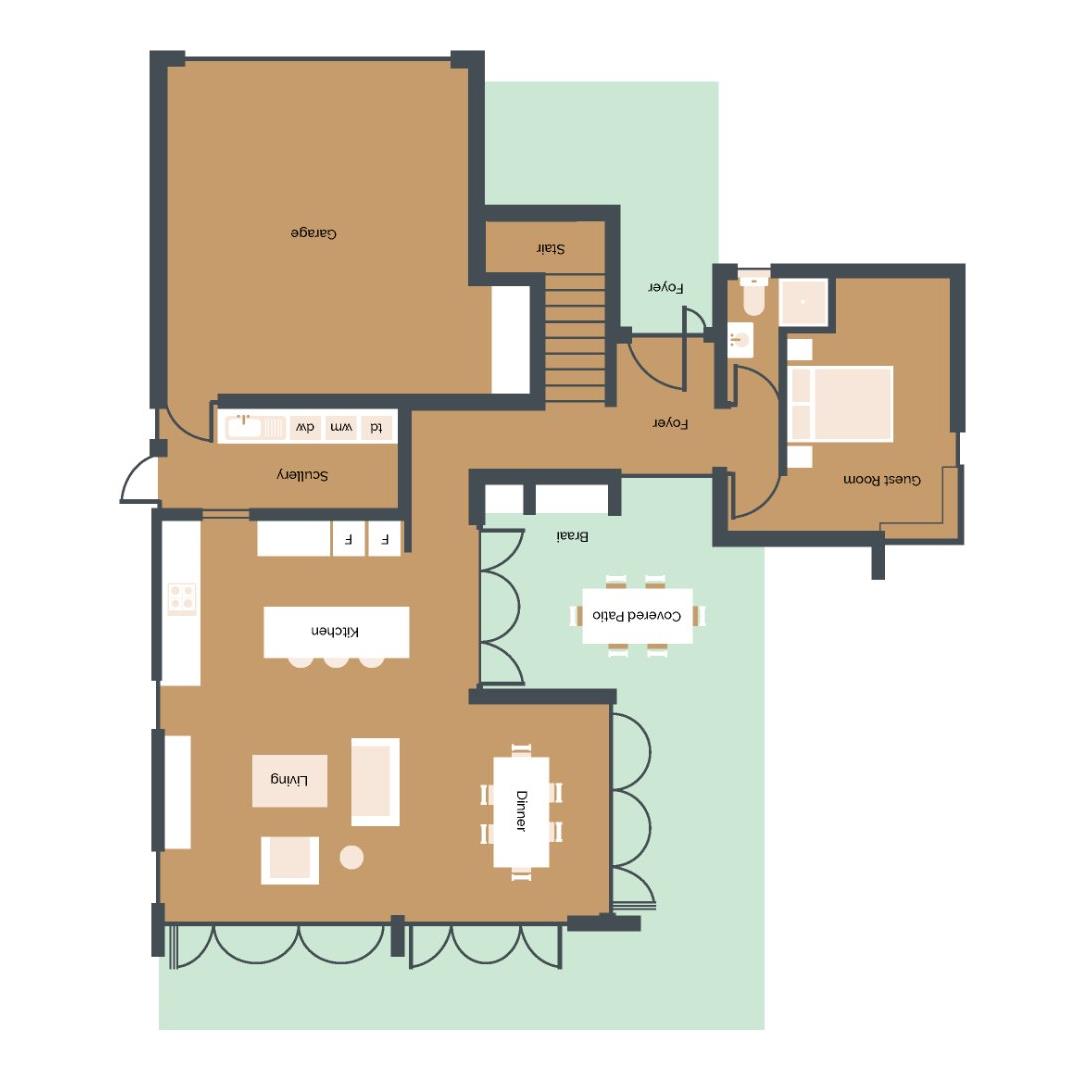 Garage
Stair
Foyer
Foyer
td
wm
dw
Scullery
Guest Room
Braai
F
F
Covered Patio
Kitchen
Living
Dinner